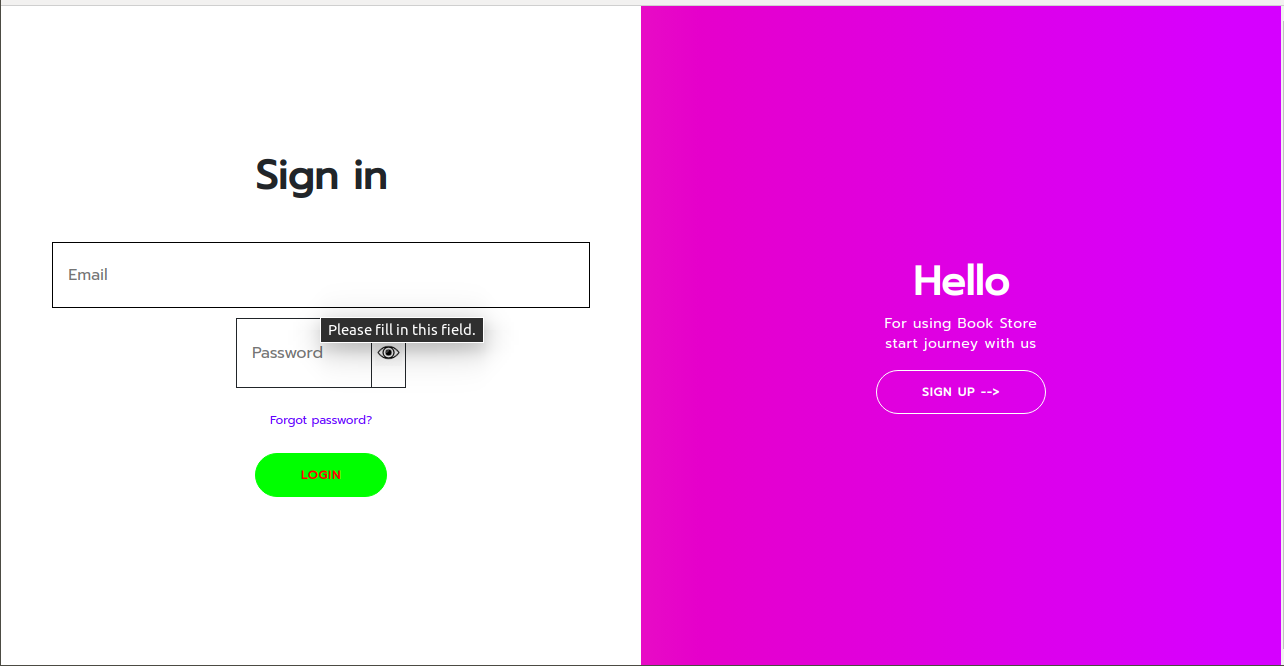 Sign in
Email
Please fill in this field.
Password
Forgot password?
LOGIN
Hello
For using Book Store
start journey with us
SIGN UP -->